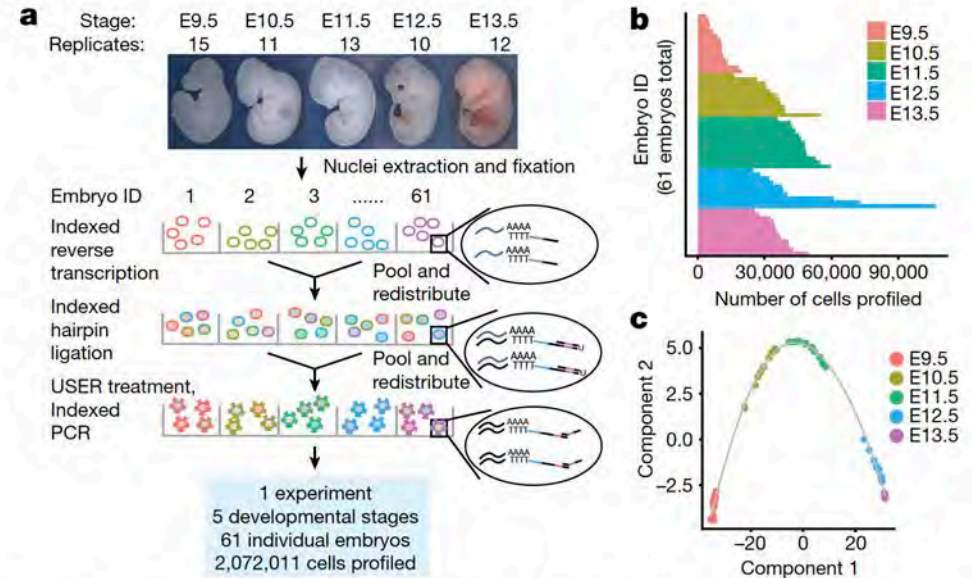 a
Stage: E9.5 E10.5 E11.5 E12.5 E13.5
Replicates: 15 11 13 10 12
Nuclei extraction and fixation
Embryo ID 1 2 3 ...... 61
Indexed
reverse
transcription
AAAA
TTTT
AAAA
TTTT
Pool and
redistribute
Indexed
hairpin
ligation
AAAA
TTTT
U
AAAA
TTTT
U
Pool and
redistribute
USER treatment,
Indexed
PCR
AAAA
TTTT
AAAA
TTTT
1 experiment
5 developmental stages
61 individual embryos
2,072,011 cells profiled
b
Embryo ID
(61 embryos total)
E9.5
E10.5
E11.5
E12.5
E13.5
0 30,000 60,000 90,000
Number of cells profiled
c
Component 2
5.0
2.5
0.0
−2.5
E9.5
E10.5
E11.5
E12.5
E13.5
−20 0 20
Component 1